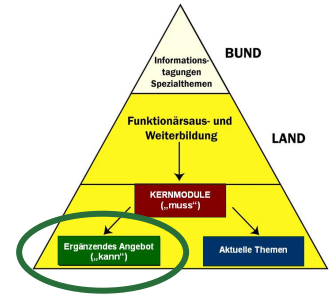 BUND
Informations-
tagungen
Spezialthemen
Funktionärsaus- und
Weiterbildung
LAND
KERNMODULE
(„muss“)
Ergänzendes Angebot
(„kann“)
Aktuelle Themen